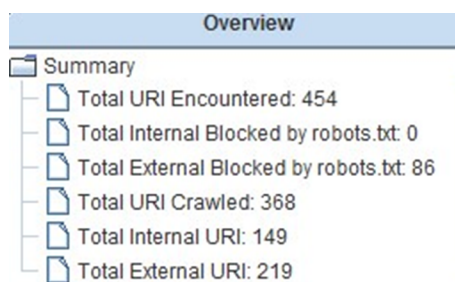 Overview
Summary
Total URI Encountered: 454
Total Internal Blocked by robots.txt: 0
Total External Blocked by robots.txt: 86
Total URI Crawled: 368
Total Internal URI: 149
Total External URI: 219